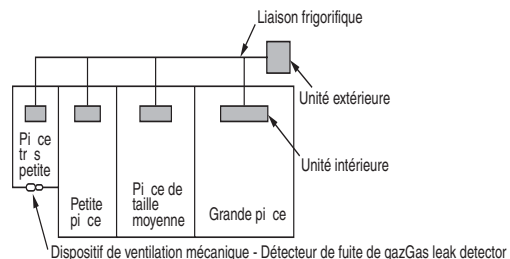 Liaison frigorifique
Unité extérieure
Unité intérieure
Pi ce
tr s
petite
Petite
pi ce
Pi ce de
taille
moyenne
Grande pi ce
Dispositif de ventilation mécanique - Détecteur de fuite de gazGas leak detector